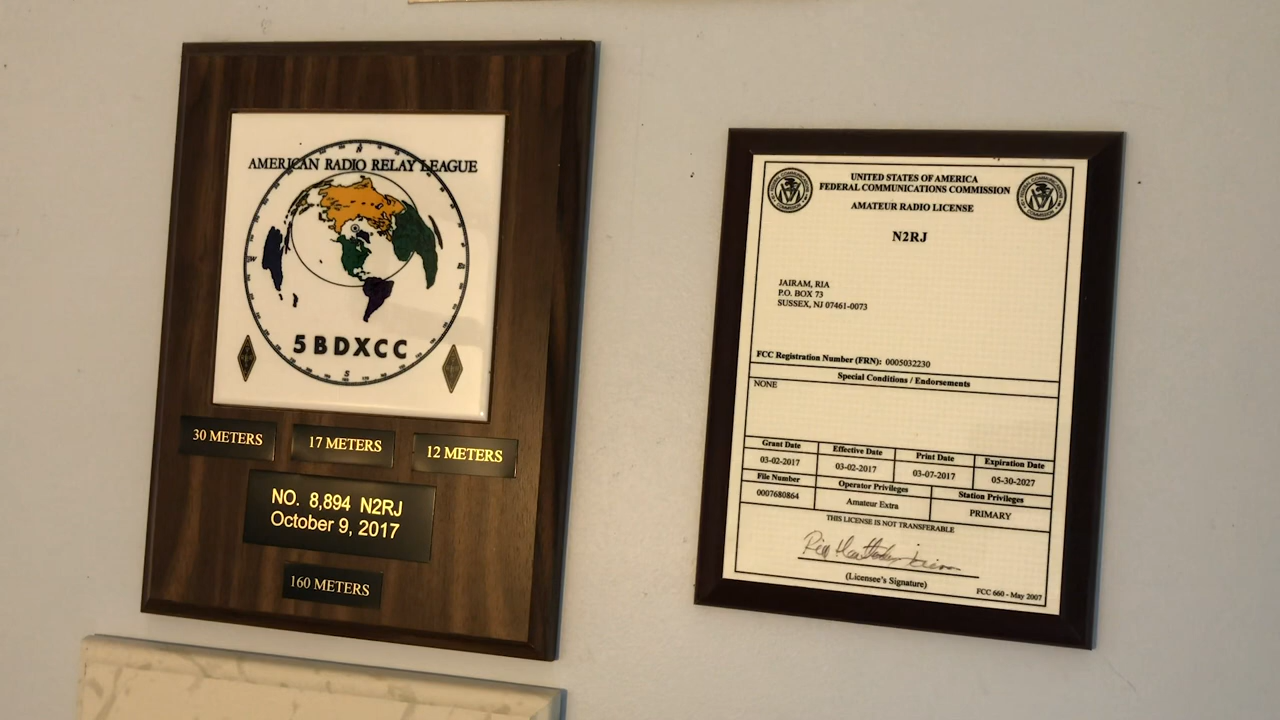 AMERICAN RADIO RELAY LEAGUE
N
W
E
5BDXCC
S
30 METERS
17 METERS
12 METERS
NO. 8,894 N2RJ
October 9, 2017
160 METERS
UNITED STATES OF AMERICA
FEDERAL COMMUNICATIONS COMMISSION
AMATEUR RADIO LICENSE
N2RJ
JAIRAM, RIA
P.O. BOX 73
SUSSEX, NJ 07461-0073
FCC Registration Number (FRN): 0005032230
Special Conditions / Endorsements
NONE
Grant Date
Effective Date
Print Date
Expiration Date
03-02-2017
03-02-2017
03-07-2017
05-30-2027
File Number
Operator Privileges
Station Privileges
0007680864
Amateur Extra
PRIMARY
THIS LICENSE IS NOT TRANSFERABLE
(Licensee's Signature)
FCC 660 - May 2007